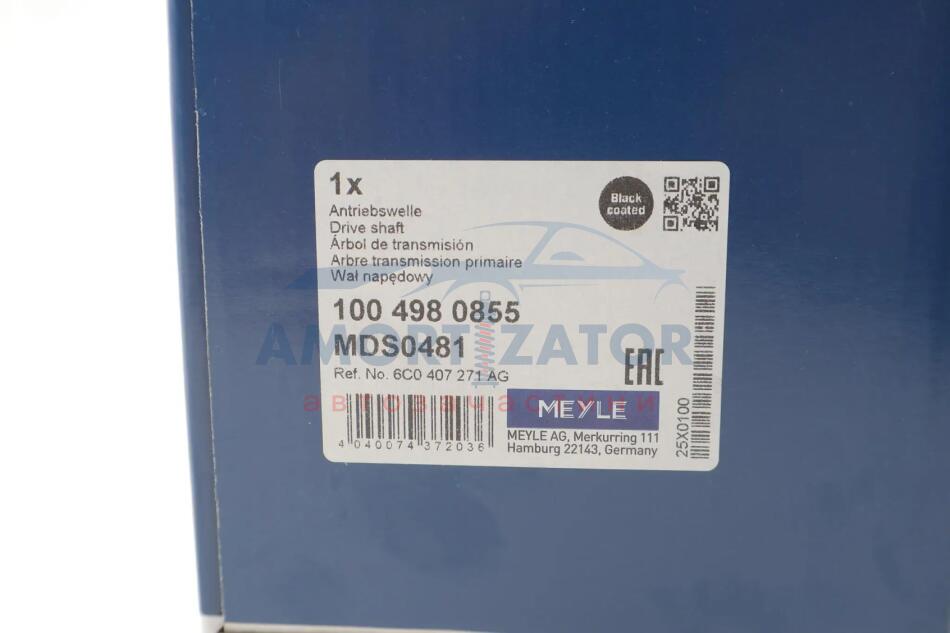 1x
Antriebswelle
Drive shaft
Árbol de transmisión
Arbre transmission primaire
Wał napędowy
Black
coated
100 498 0855
MDS0481
Ref. No. 6C0 407 271 AG
EAC
AMORTIZATOR
автозапчастини
4 040074 372036
MEYLE
MEYLE AG, Merkurring 111
Hamburg 22143, Germany
25X0100